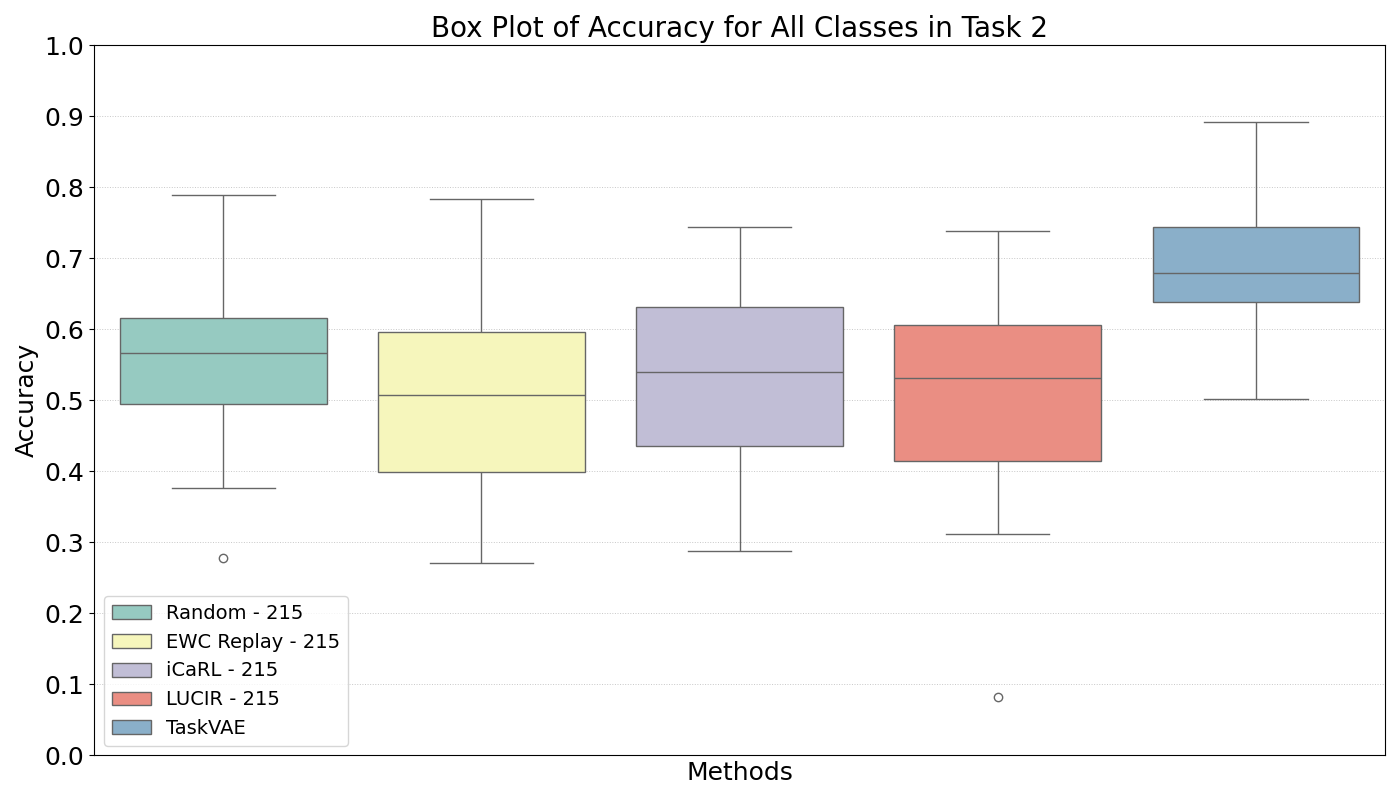 Box Plot of Accuracy for All Classes in Task 2
1.0
0.9
0.8
0.7
0.6
0.5
0.4
0.3
0.2
0.1
0.0
Accuracy
Random - 215
EWC Replay - 215
iCaRL - 215
LUCIR - 215
TaskVAE
Methods